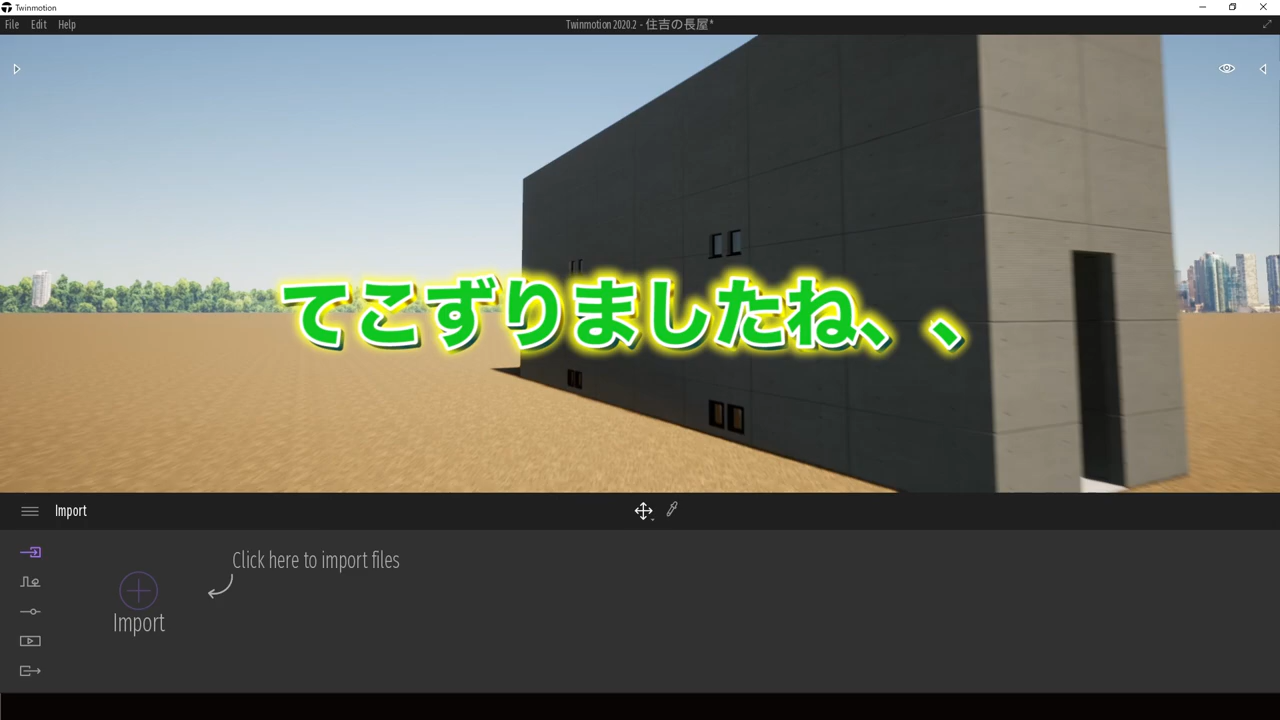 Twinmotion
File Edit Help
Twinmotion 2020.2 - 住吉の長屋*
てこずりましたね、、
Import
Click here to import files
Import